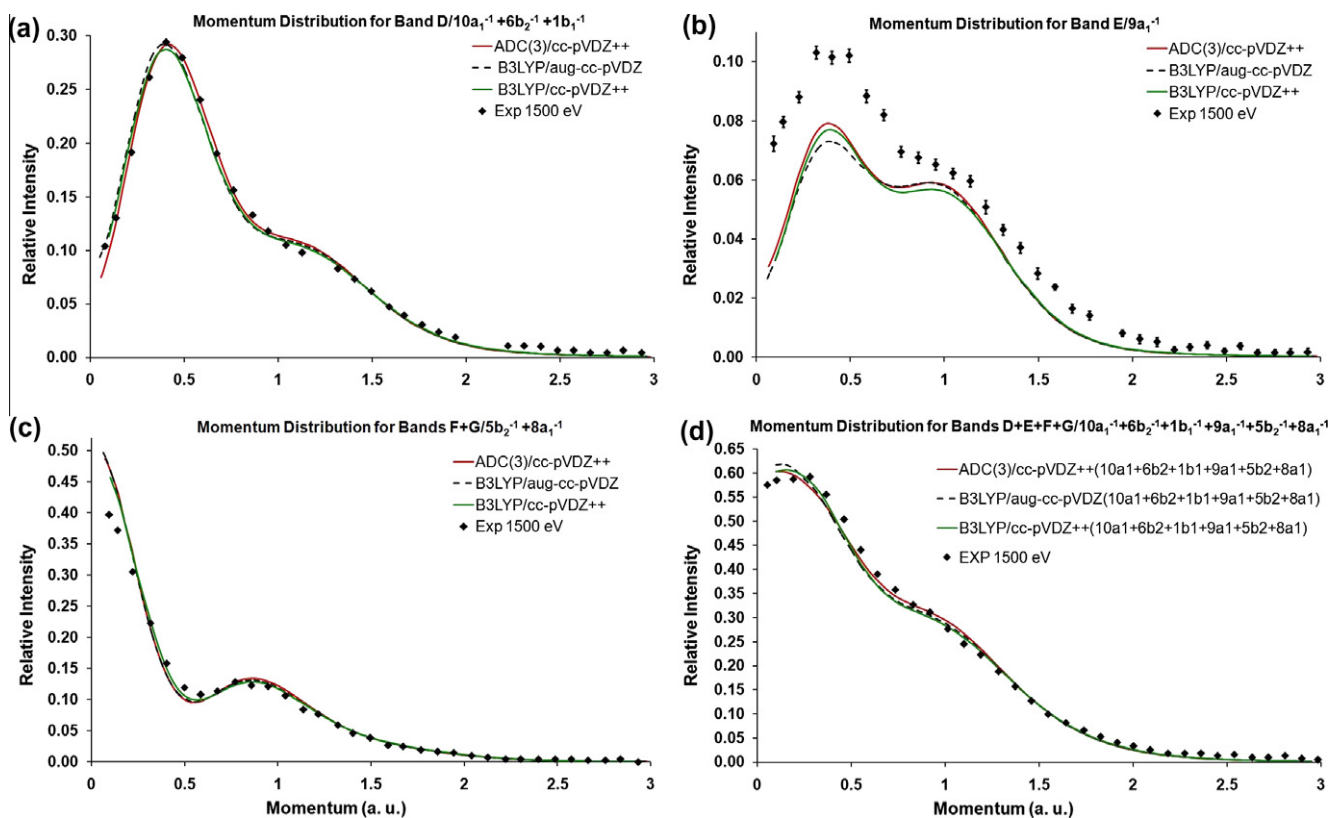 (a)
Momentum Distribution for Band D/10a₁⁻¹ +6b₂⁻¹ +1b₁⁻¹
ADC(3)/cc-pVDZ++
B3LYP/aug-cc-pVDZ
B3LYP/cc-pVDZ++
Exp 1500 eV
Relative Intensity
0.30
0.25
0.20
0.15
0.10
0.05
0.00
0 0.5 1 1.5 2 2.5 3
(b)
Momentum Distribution for Band E/9a₁⁻¹
ADC(3)/cc-pVDZ++
B3LYP/aug-cc-pVDZ
B3LYP/cc-pVDZ++
Exp 1500 eV
Relative Intensity
0.10
0.08
0.06
0.04
0.02
0.00
0 0.5 1 1.5 2 2.5 3
(c)
Momentum Distribution for Bands F+G/5b₂⁻¹ +8a₁⁻¹
ADC(3)/cc-pVDZ++
B3LYP/aug-cc-pVDZ
B3LYP/cc-pVDZ++
Exp 1500 eV
Relative Intensity
0.50
0.45
0.40
0.35
0.30
0.25
0.20
0.15
0.10
0.05
0.00
0 0.5 1 1.5 2 2.5 3
Momentum (a. u.)
(d)
Momentum Distribution for Bands D+E+F+G/10a₁⁻¹+6b₂⁻¹+1b₁⁻¹+9a₁⁻¹+5b₂⁻¹+8a₁⁻¹
ADC(3)/cc-pVDZ++(10a1+6b2+1b1+9a1+5b2+8a1)
B3LYP/aug-cc-pVDZ(10a1+6b2+1b1+9a1+5b2+8a1)
B3LYP/cc-pVDZ++(10a1+6b2+1b1+9a1+5b2+8a1)
EXP 1500 eV
Relative Intensity
0.65
0.60
0.55
0.50
0.45
0.40
0.35
0.30
0.25
0.20
0.15
0.10
0.05
0.00
0 0.5 1 1.5 2 2.5 3
Momentum (a. u.)